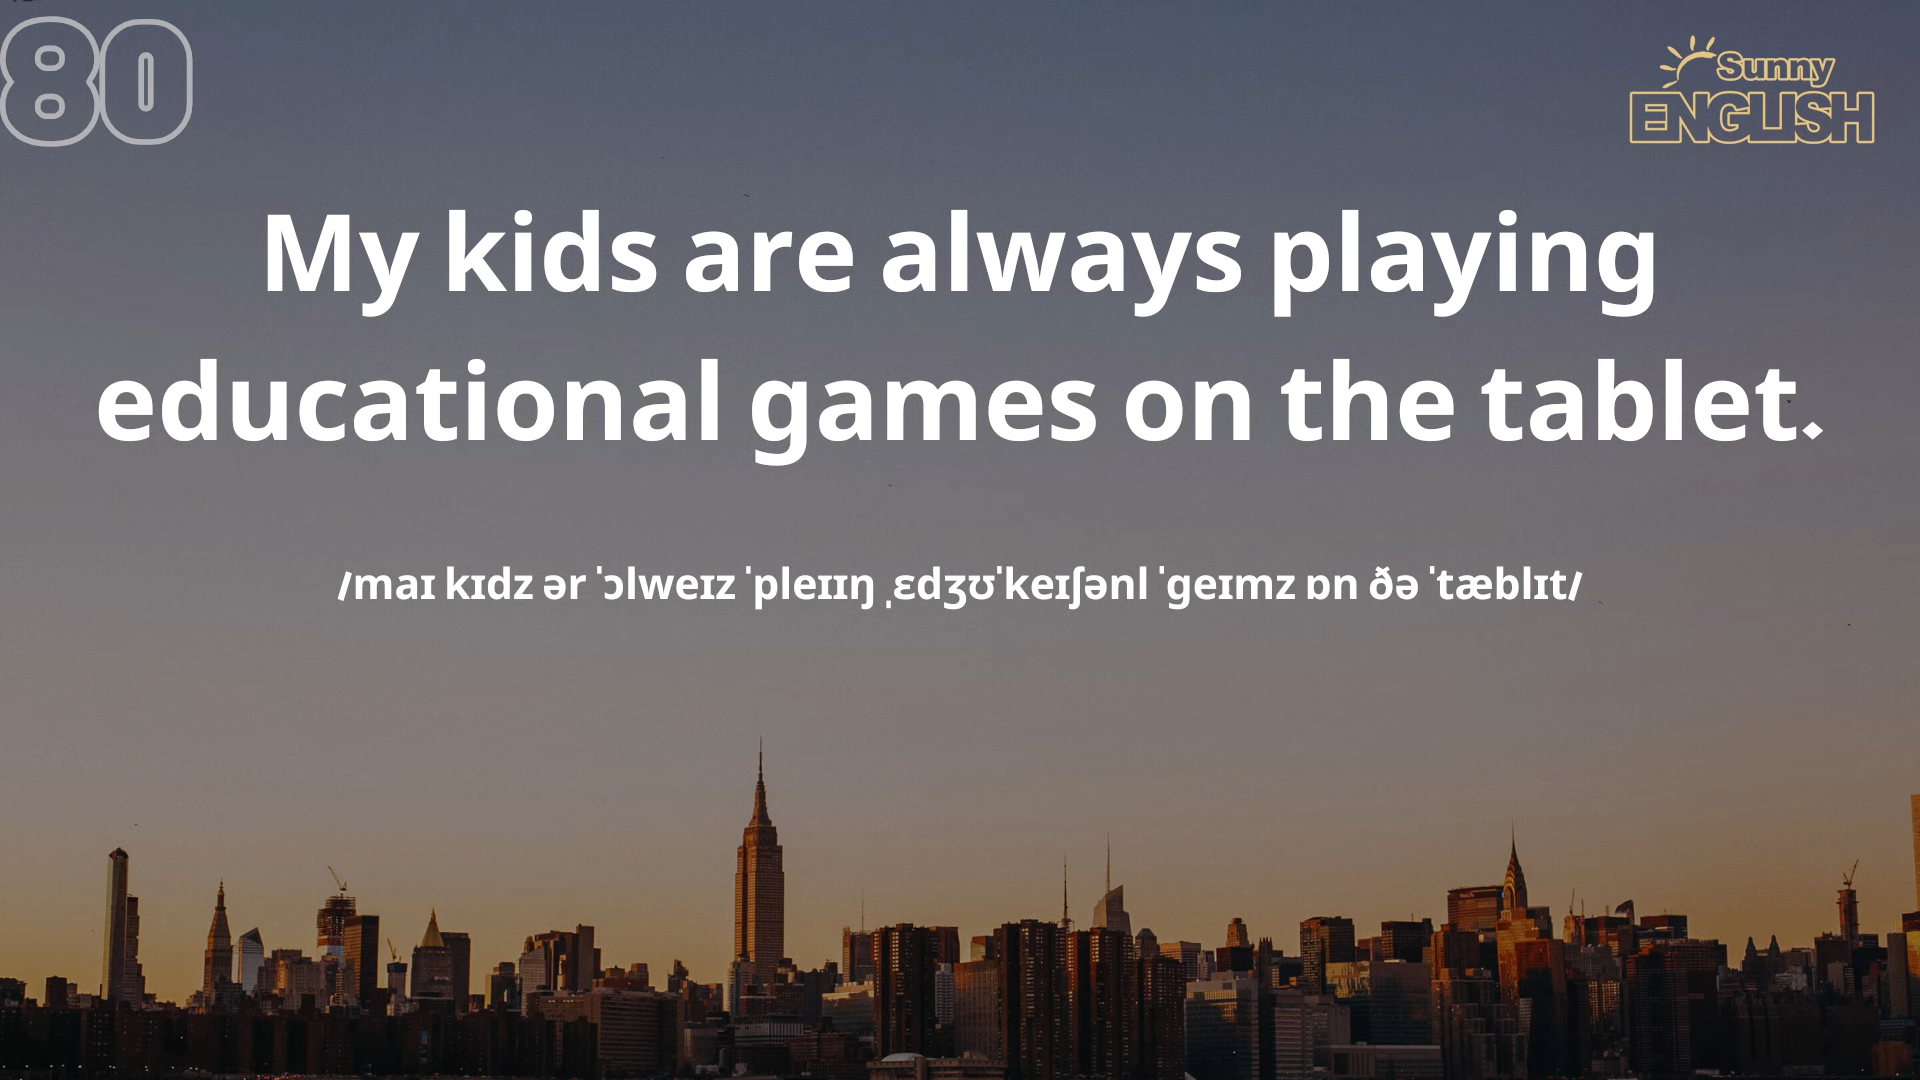 80
Sunny
ENGLISH
My kids are always playing
educational games on the tablet.
/maɪ kɪdz ər ˈɔlweɪz ˈpleɪɪŋ ˌɛdʒʊˈkeɪʃənl ˈgeɪmz ɒn ðə ˈtæblɪt/